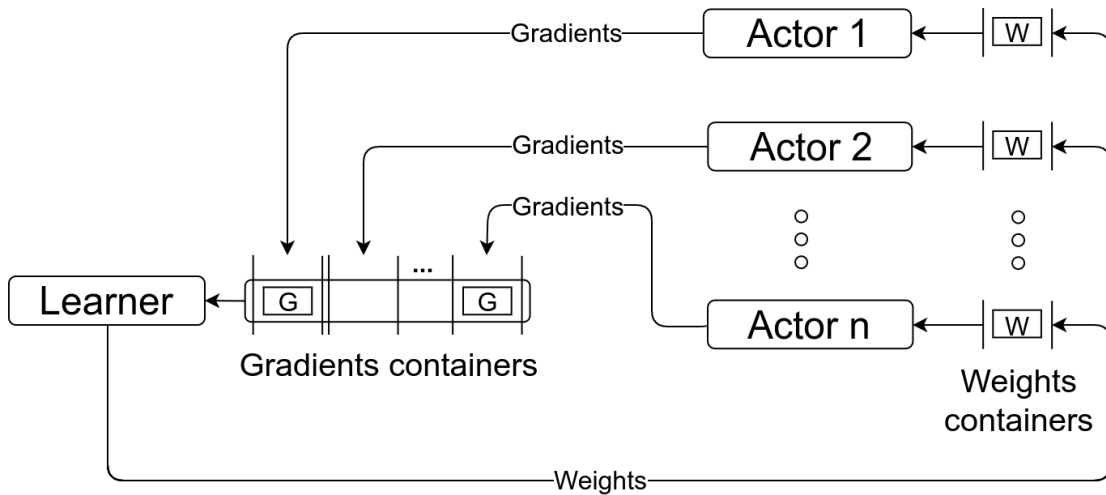 Gradients
Actor 1
W
Gradients
Actor 2
W
Gradients
...
Learner
G
G
Actor n
W
Gradients containers
Weights
containers
Weights